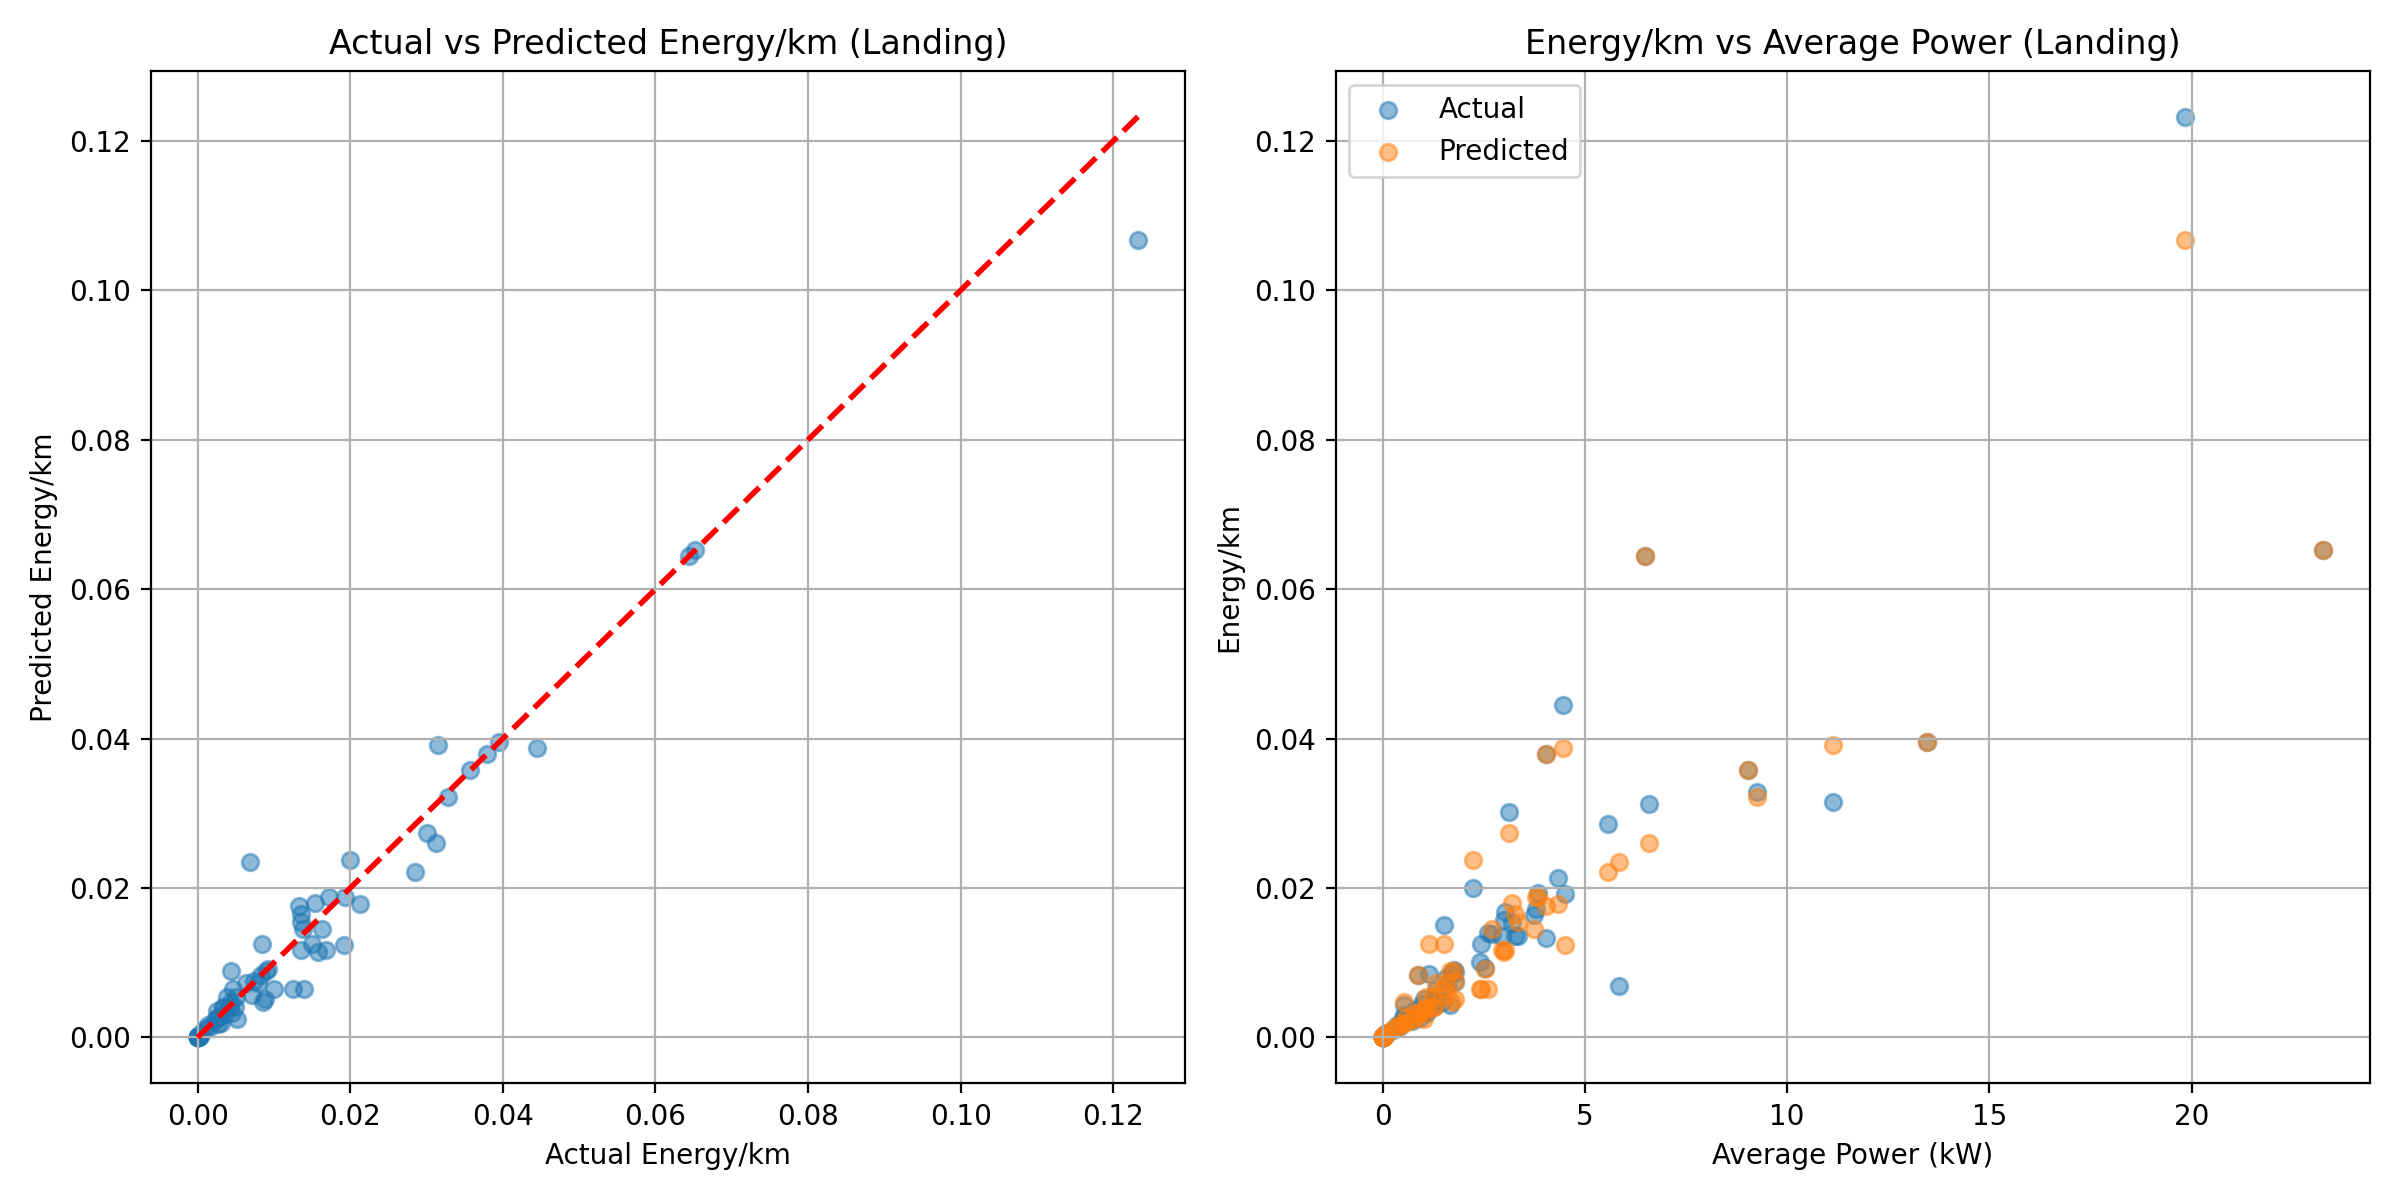 Actual vs Predicted Energy/km (Landing)
0.12
0.10
0.08
0.06
0.04
0.02
0.00
Predicted Energy/km
0.00 0.02 0.04 0.06 0.08 0.10 0.12
Actual Energy/km
Energy/km vs Average Power (Landing)
Actual
Predicted
0.12
0.10
0.08
0.06
0.04
0.02
0.00
Energy/km
0 5 10 15 20
Average Power (kW)